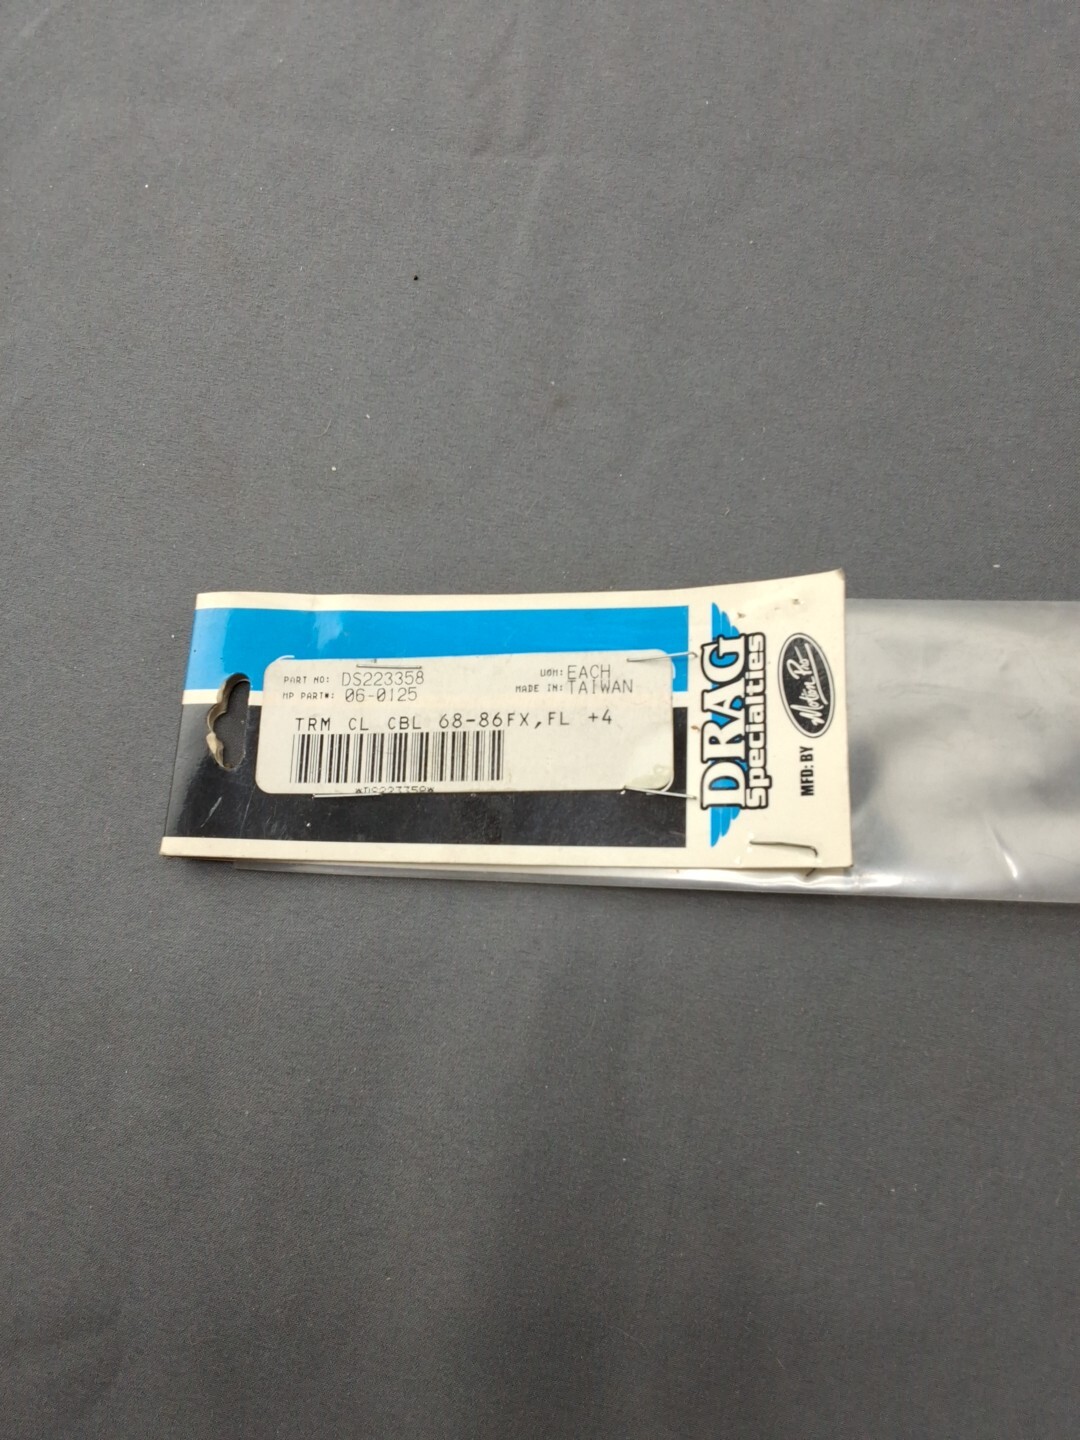 PART NO: DS223358
UOM: EACH
MP PART#: 06-0125
MADE IN: TAIWAN
TRM CL CBL 68-86FX,FL +4
*DS223358*
DRAG
Specialties
MFD: BY
Motion Pro